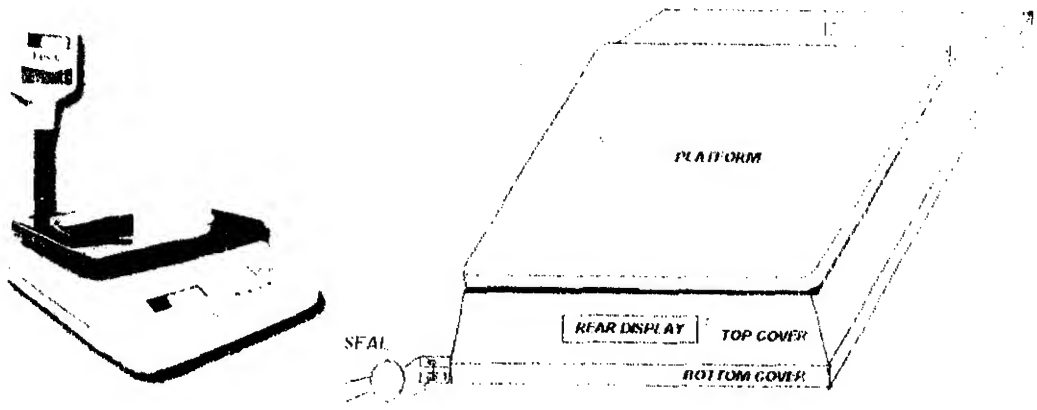 PLATFORM
REAR DISPLAY
TOP COVER
SEAL
BOTTOM COVER